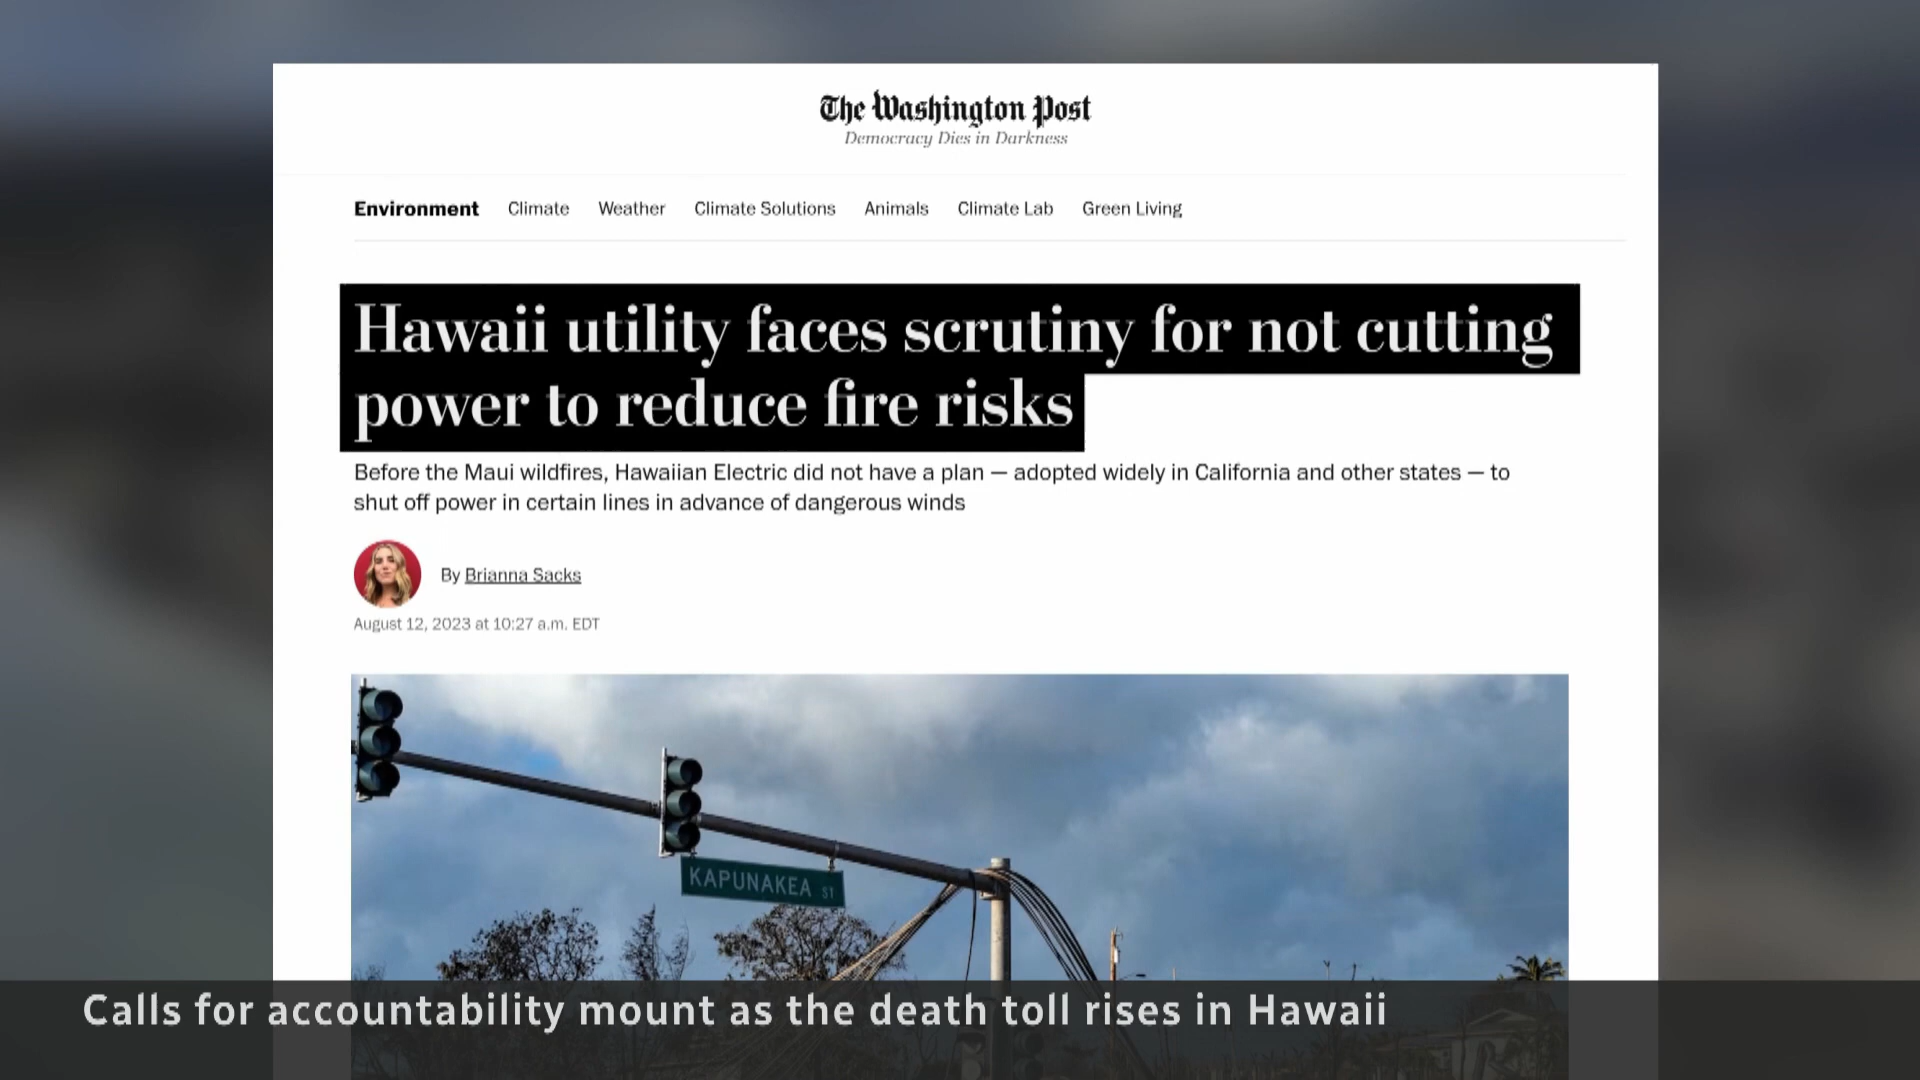 The Washington Post
Democracy Dies in Darkness
Environment Climate Weather Climate Solutions Animals Climate Lab Green Living
Hawaii utility faces scrutiny for not cutting
power to reduce fire risks
Before the Maui wildfires, Hawaiian Electric did not have a plan — adopted widely in California and other states — to
shut off power in certain lines in advance of dangerous winds
By Brianna Sacks
August 12, 2023 at 10:27 a.m. EDT
KAPUNAKEA ST
Calls for accountability mount as the death toll rises in Hawaii